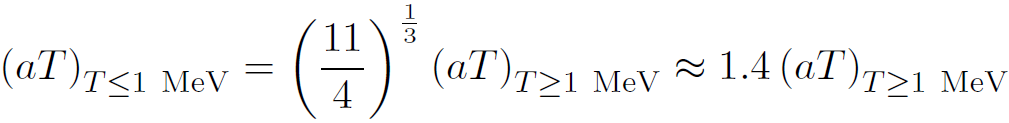 (aT)_{T≤1 MeV} = (11/4)^{1/3} (aT)_{T≥1 MeV} ≈ 1.4 (aT)_{T≥1 MeV}